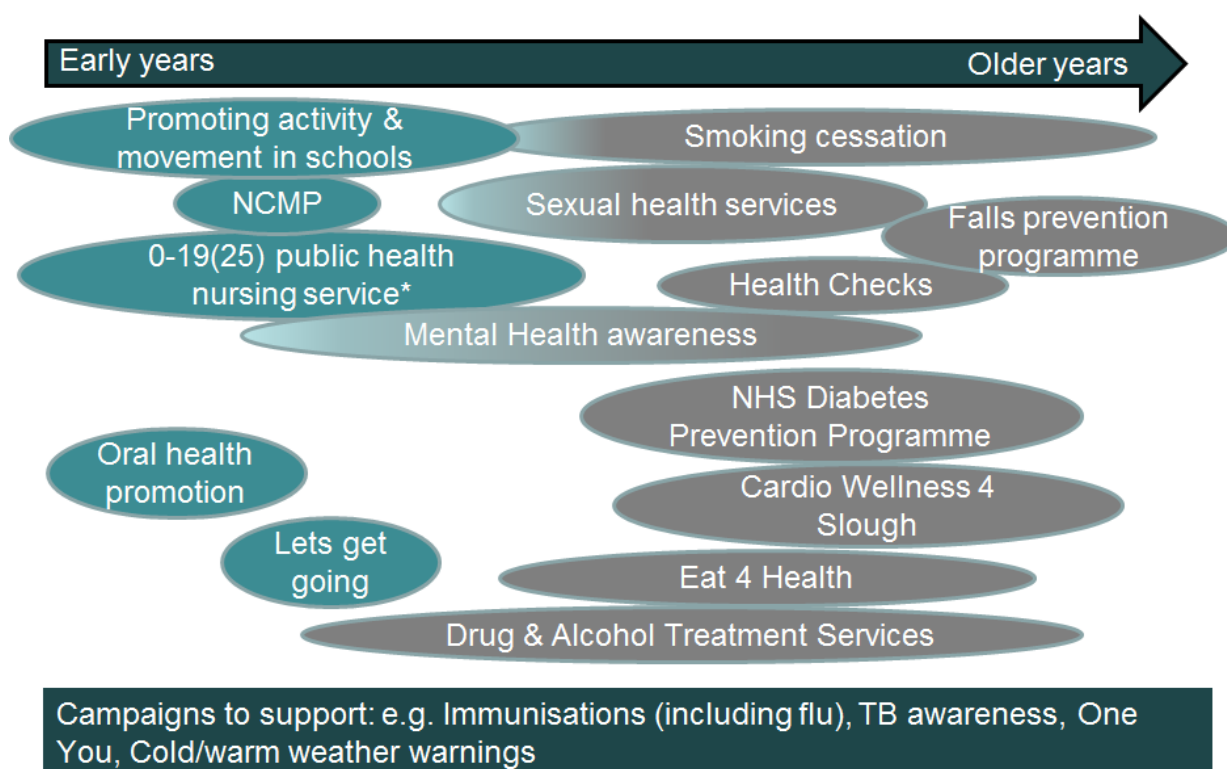 Early years
Older years
Promoting activity &
movement in schools
Smoking cessation
NCMP
Sexual health services
Falls prevention
programme
0-19(25) public health
nursing service*
Health Checks
Mental Health awareness
NHS Diabetes
Prevention Programme
Oral health
promotion
Cardio Wellness 4
Slough
Lets get
going
Eat 4 Health
Drug & Alcohol Treatment Services
Campaigns to support: e.g. Immunisations (including flu), TB awareness, One
You, Cold/warm weather warnings